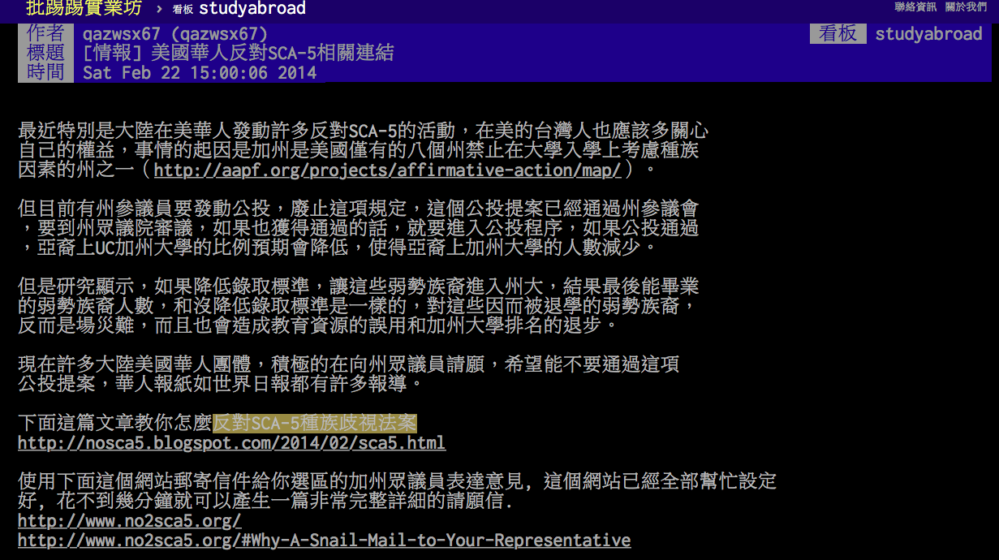 批踢踢實業坊 › 看板 studyabroad 聯絡資訊 關於我們
作者 qazwsx67 (qazwsx67) 看板 studyabroad
標題 [情報] 美國華人反對SCA-5相關連結
時間 Sat Feb 22 15:00:06 2014
最近特別是大陸在美華人發動許多反對SCA-5的活動，在美的台灣人也應該多關心
自己的權益，事情的起因是加州是美國僅有的八個州禁止在大學入學上考慮種族
因素的州之一（http://aapf.org/projects/affirmative-action/map/）。
但目前有州參議員要發動公投，廢止這項規定，這個公投提案已經通過州參議會
，要到州眾議院審議，如果也獲得通過的話，就要進入公投程序，如果公投通過
，亞裔上UC加州大學的比例預期會降低，使得亞裔上加州大學的人數減少。
但是研究顯示，如果降低錄取標準，讓這些弱勢族裔進入州大，結果最後能畢業
的弱勢族裔人數，和沒降低錄取標準是一樣的，對這些因而被退學的弱勢族裔，
反而是場災難，而且也會造成教育資源的誤用和加州大學排名的退步。
現在許多大陸美國華人團體，積極的在向州眾議員請願，希望能不要通過這項
公投提案，華人報紙如世界日報都有許多報導。
下面這篇文章教你怎麼反對SCA-5種族歧視法案
http://nosca5.blogspot.com/2014/02/sca5.html
使用下面這個網站郵寄信件給你選區的加州眾議員表達意見, 這個網站已經全部幫忙設定
好, 花不到幾分鐘就可以產生一篇非常完整詳細的請願信.
http://www.no2sca5.org/
http://www.no2sca5.org/#Why-A-Snail-Mail-to-Your-Representative